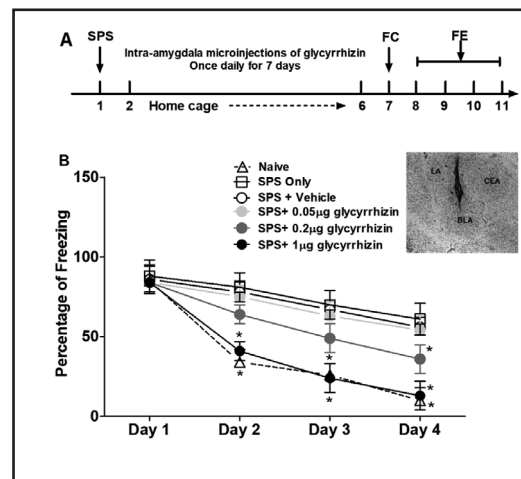 A
SPS
Intra-amygdala microinjections of glycyrrhizin
Once daily for 7 days
FC
FE
1 2 Home cage 6 7 8 9 10 11
B
150
100
50
0
Percentage of Freezing
Naive
SPS Only
SPS + Vehicle
SPS+ 0.05µg glycyrrhizin
SPS+ 0.2µg glycyrrhizin
SPS+ 1µg glycyrrhizin
LA
CEA
BLA
*
*
*
*
*
*
*
Day 1 Day 2 Day 3 Day 4